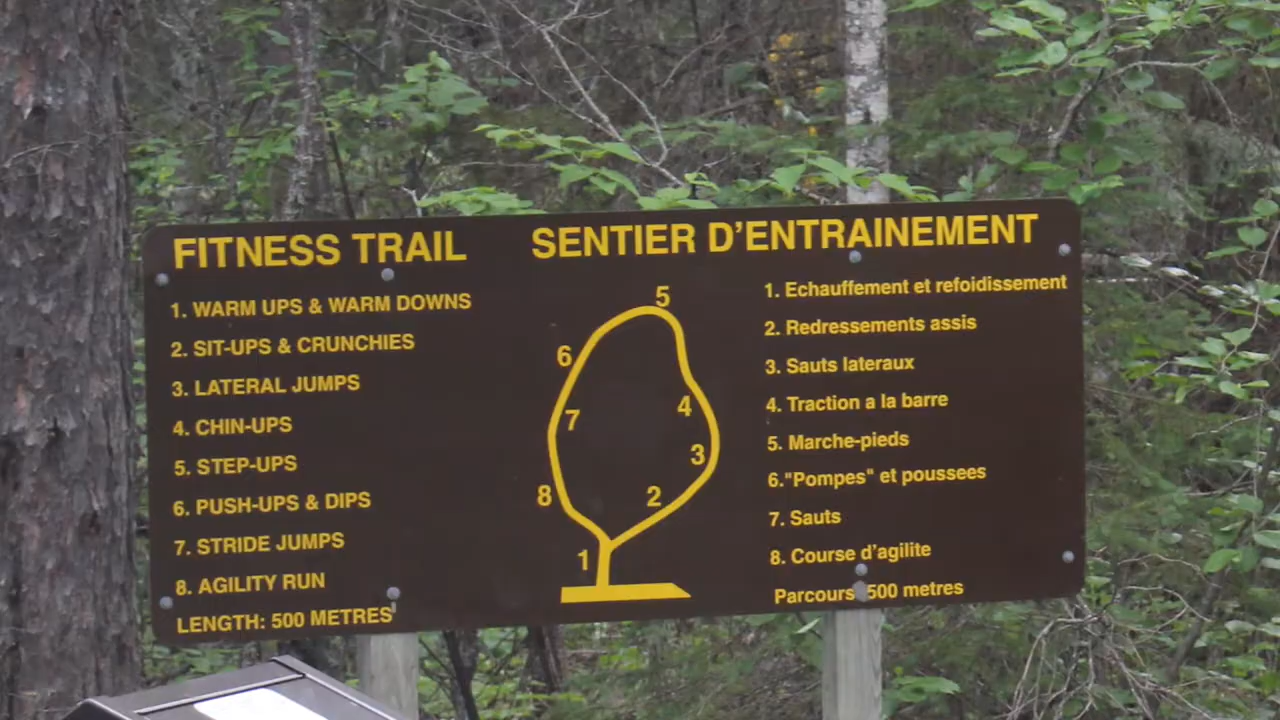 FITNESS TRAIL
1. WARM UPS & WARM DOWNS
2. SIT-UPS & CRUNCHIES
3. LATERAL JUMPS
4. CHIN-UPS
5. STEP-UPS
6. PUSH-UPS & DIPS
7. STRIDE JUMPS
8. AGILITY RUN
LENGTH: 500 METRES
5
6
7
4
3
8
2
1
SENTIER D'ENTRAINEMENT
1. Echauffement et refoidissement
2. Redressements assis
3. Sauts lateraux
4. Traction a la barre
5. Marche-pieds
6."Pompes" et poussees
7. Sauts
8. Course d'agilite
Parcours 500 metres